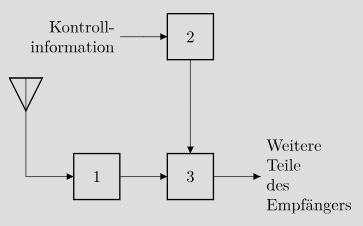 Kontroll-
information
2
1
3
Weitere
Teile
des
Empfängers